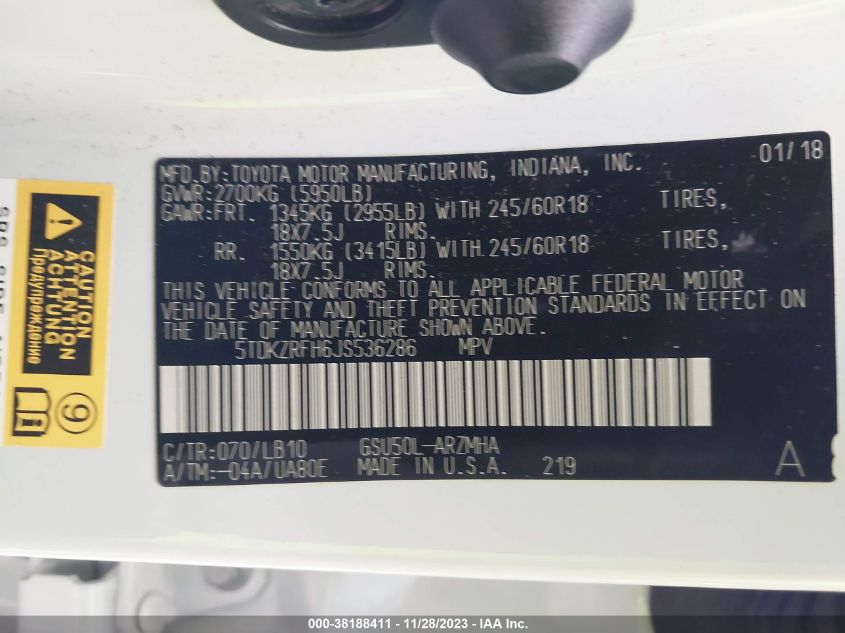 MFD.BY:TOYOTA MOTOR MANUFACTURING, INDIANA, INC. 01/18
GVWR:2700KG (5950LB)
GAWR:FRT. 1345KG (2955LB) WITH 245/60R18 TIRES,
18X7.5J RIMS.
RR. 1550KG (3415LB) WITH 245/60R18 TIRES,
18X7.5J RIMS.
THIS VEHICLE CONFORMS TO ALL APPLICABLE FEDERAL MOTOR
VEHICLE SAFETY AND THEFT PREVENTION STANDARDS IN EFFECT ON
THE DATE OF MANUFACTURE SHOWN ABOVE.
5TDKZRFH6JS536286 MPV
C/TR:070/LB10 GSU50L-ARZMHA
A/TM:-04A/UA80E MADE IN U.S.A. 219 A
CAUTION
ATTENTION
ACHTUNG
Предупреждение
9
000-38188411 - 11/28/2023 - IAA Inc.